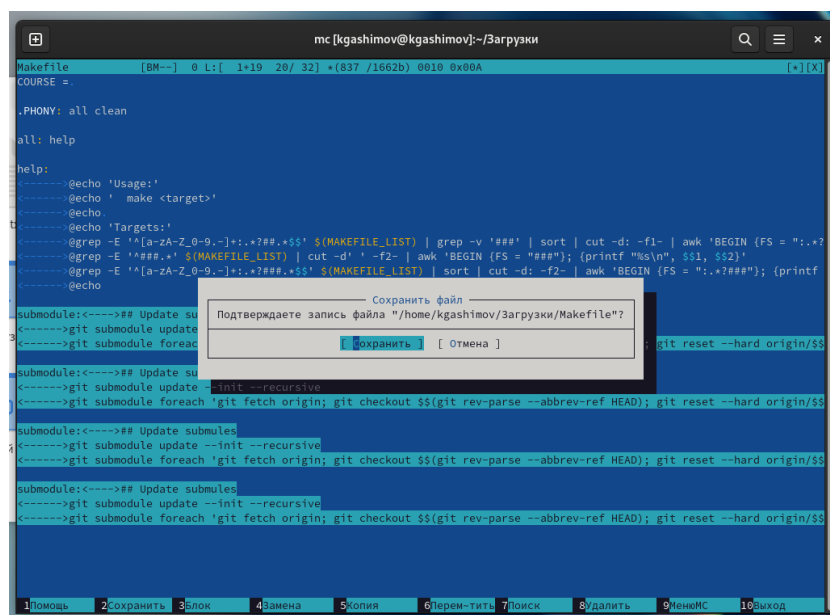 mc [kgashimov@kgashimov]:~/Загрузки
Makefile [BM--] 0 L:[ 1+19 20/ 32] *(837 /1662b) 0010 0x00A [*][X]
COURSE =.
.PHONY: all clean
all: help
help:
<------>@echo 'Usage:'
<------>@echo ' make <target>'
<------>@echo.
<------>@echo 'Targets:'
<------>@grep -E '^[a-zA-Z_0-9.-]+:.*?##.*$$' $(MAKEFILE_LIST) | grep -v '###' | sort | cut -d: -f1- | awk 'BEGIN {FS = ":.*?
<------>@grep -E '^###.*' $(MAKEFILE_LIST) | cut -d' ' -f2- | awk 'BEGIN {FS = "###"}; {printf "%s\n", $$1, $$2}'
<------>@grep -E '^[a-zA-Z_0-9.-]+:.*?###.*$$' $(MAKEFILE_LIST) | sort | cut -d: -f2- | awk 'BEGIN {FS = ":.*?###"}; {printf
<------>@echo
Сохранить файл
Подтверждаете запись файла "/home/kgashimov/Загрузки/Makefile"?
[ Сохранить ] [ Отмена ]
submodule:<---->## Update su
<------>git submodule update
<------>git submodule foreac ; git reset --hard origin/$$
submodule:<---->## Update su
<------>git submodule update --init --recursive
<------>git submodule foreach 'git fetch origin; git checkout $$(git rev-parse --abbrev-ref HEAD); git reset --hard origin/$$
submodule:<---->## Update submules
<------>git submodule update --init --recursive
<------>git submodule foreach 'git fetch origin; git checkout $$(git rev-parse --abbrev-ref HEAD); git reset --hard origin/$$
submodule:<---->## Update submules
<------>git submodule update --init --recursive
<------>git submodule foreach 'git fetch origin; git checkout $$(git rev-parse --abbrev-ref HEAD); git reset --hard origin/$$
1Помощь 2Сохранить 3Блок 4Замена 5Копия 6Перем~тить 7Поиск 8Удалить 9МенюМС 10Выход